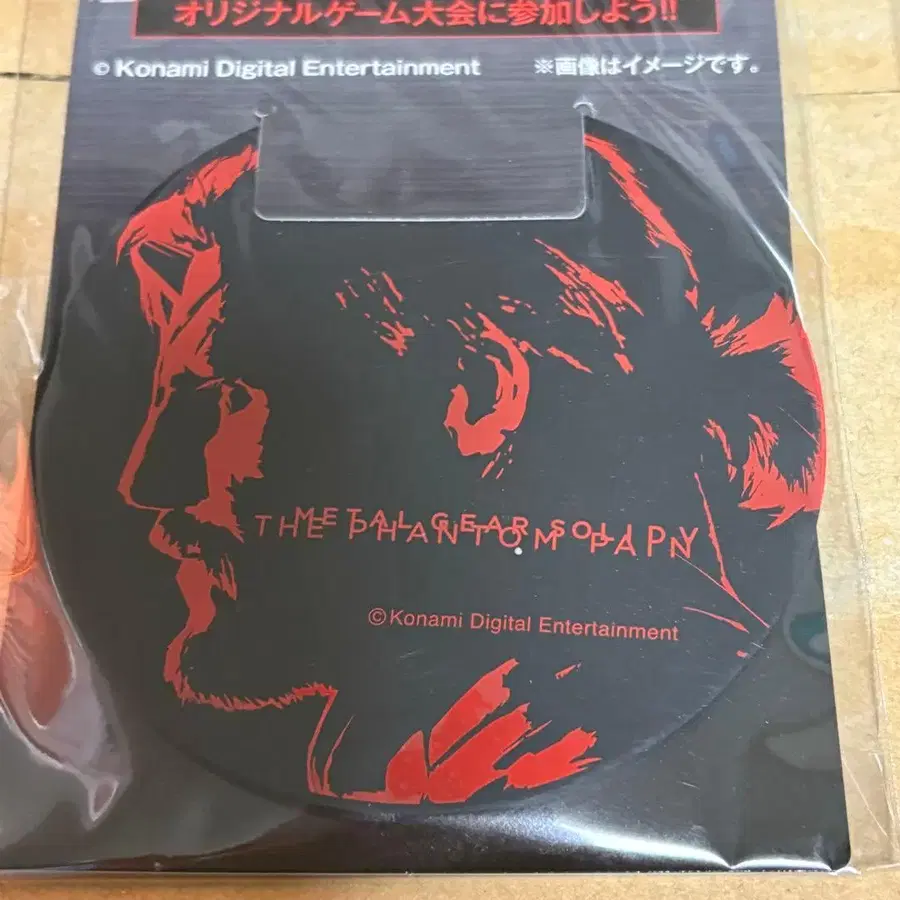 オリジナルゲーム大会に参加しよう!!
© Konami Digital Entertainment ※画像はイメージです。
METAL GEAR SOLID V
THE PHANTOM PAIN
©Konami Digital Entertainment